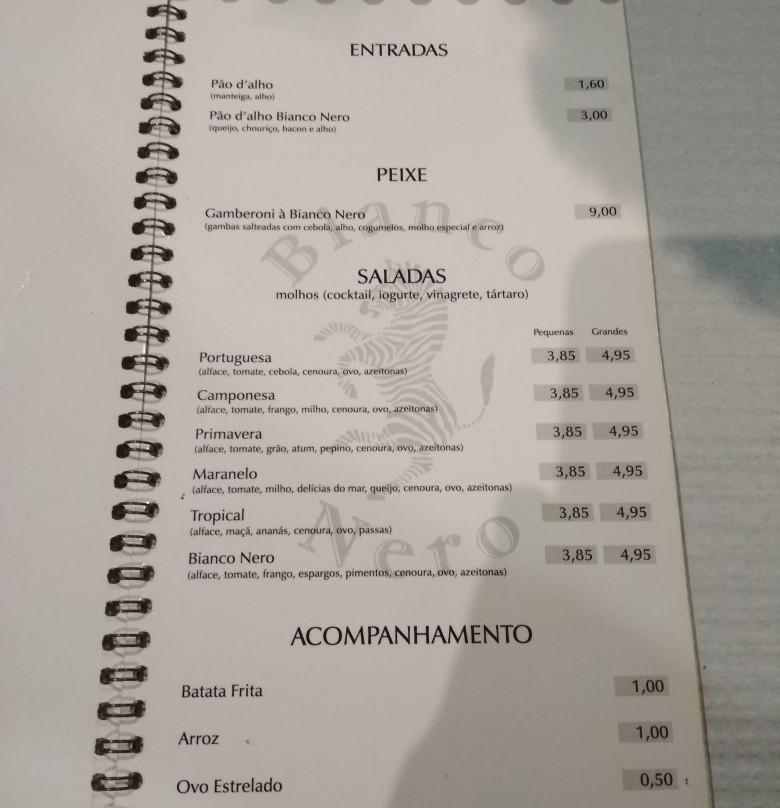 ENTRADAS
Pão d'alho 1,60
(manteiga, alho)
Pão d'alho Bianco Nero 3,00
(queijo, chouriço, bacon e alho)
PEIXE
Gamberoni à Bianco Nero 9,00
(gambas salteadas com cebola, alho, cogumelos, molho especial e arroz)
Bianco
SALADAS
molhos (cocktail, iogurte, vinagrete, tártaro)
Pequenas Grandes
Portuguesa 3,85 4,95
(alface, tomate, cebola, cenoura, ovo, azeitonas)
Camponesa 3,85 4,95
(alface, tomate, frango, milho, cenoura, ovo, azeitonas)
Primavera 3,85 4,95
(alface, tomate, grão, atum, pepino, cenoura, ovo, azeitonas)
Maranelo 3,85 4,95
(alface, tomate, milho, delícias do mar, queijo, cenoura, ovo, azeitonas)
Tropical 3,85 4,95
(alface, maçã, ananás, cenoura, ovo, passas)
Nero
Bianco Nero 3,85 4,95
(alface, tomate, frango, espargos, pimentos, cenoura, ovo, azeitonas)
ACOMPANHAMENTO
Batata Frita 1,00
Arroz 1,00
Ovo Estrelado 0,50